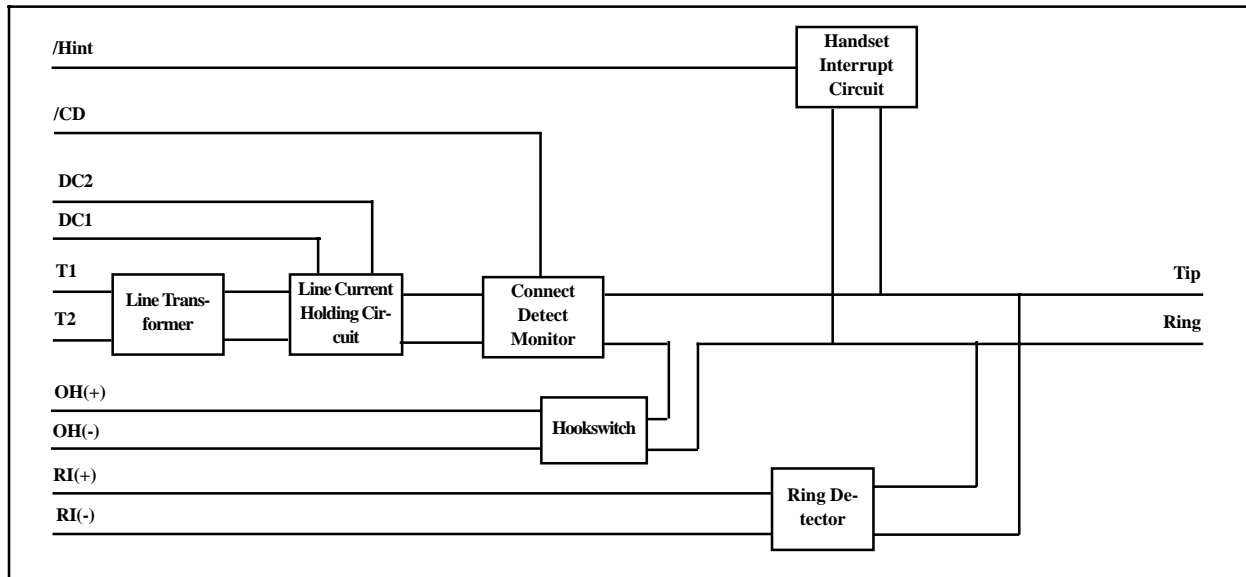 /Hint
Handset
Interrupt
Circuit
/CD
DC2
DC1
T1
T2
Line Trans-
former
Line Current
Holding Cir-
cuit
Connect
Detect
Monitor
Tip
Ring
OH(+)
OH(-)
Hookswitch
RI(+)
RI(-)
Ring De-
tector